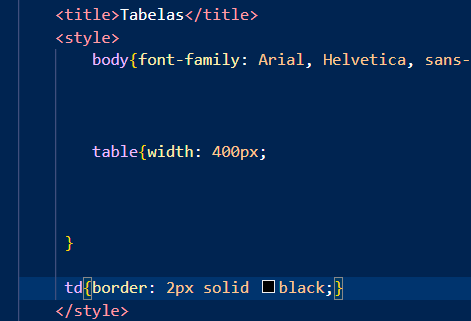 <title>Tabelas</title>
<style>
body{font-family: Arial, Helvetica, sans-
table{width: 400px;
}
td{border: 2px solid black;}
</style>